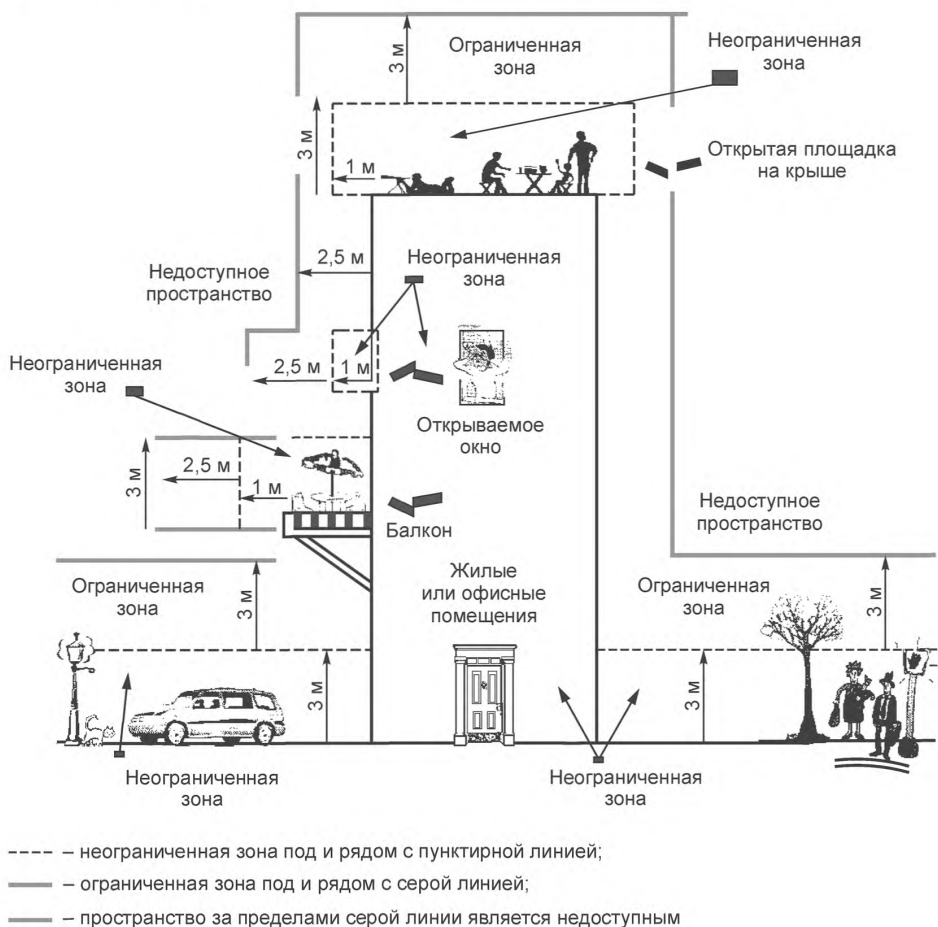 3 м
Ограниченная
зона
Неограниченная
зона
3 м
1 м
Открытая площадка
на крыше
2,5 м
Недоступное
пространство
Неограниченная
зона
Неограниченная
зона
2,5 м
1 м
Открываемое
окно
3 м
2,5 м
1 м
Балкон
Недоступное
пространство
Ограниченная
зона
3 м
Жилые
или офисные
помещения
Ограниченная
зона
3 м
3 м
3 м
Неограниченная
зона
Неограниченная
зона
– неограниченная зона под и рядом с пунктирной линией;
– ограниченная зона под и рядом с серой линией;
– пространство за пределами серой линии является недоступным